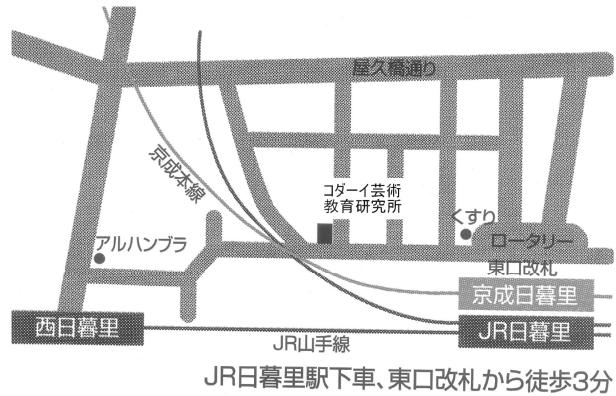 屋久橋通り
京成本線
コダーイ芸術
教育研究所
くすり
アルハンブラ
ロータリー
東口改札
京成日暮里
西日暮里
JR日暮里
JR山手線
JR日暮里駅下車、東口改札から徒歩3分